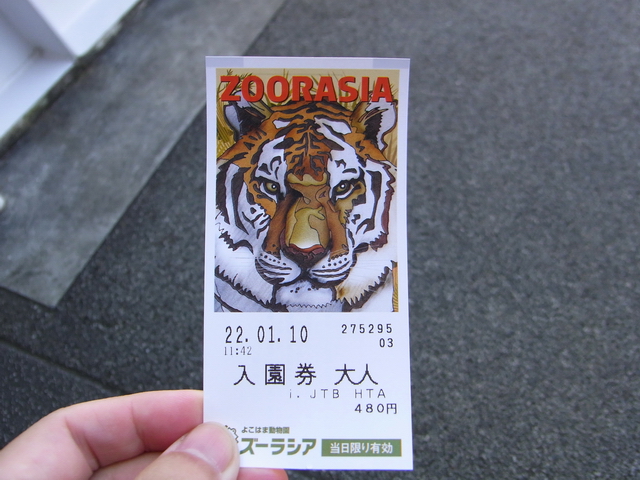 ZOORASIA
22.01.10 275295
11:42 03
入園券 大人
i. JTB HTA
480円
よこはま動物園
ズーラシア 当日限り有効